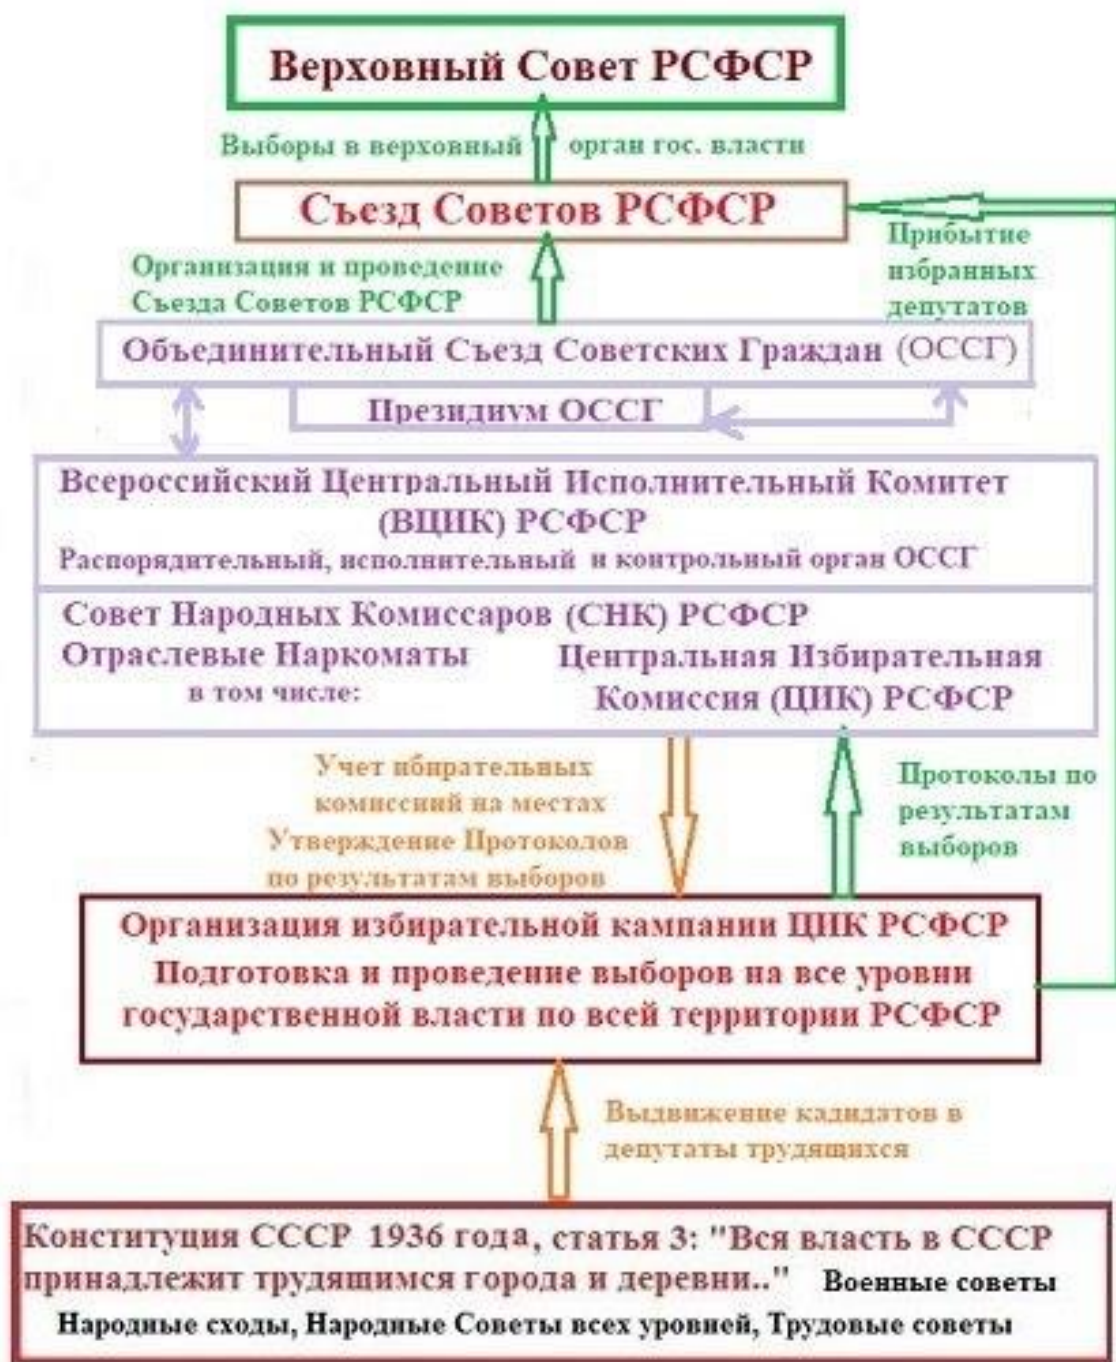 Верховный Совет РСФСР
Выборы в верховный орган гос. власти
Съезд Советов РСФСР
Прибытие
избранных
депутатов
Организация и проведение
Съезда Советов РСФСР
Объединительный Съезд Советских Граждан (ОССГ)
Президиум ОССГ
Всероссийский Центральный Исполнительный Комитет
(ВЦИК) РСФСР
Распорядительный, исполнительный и контрольный орган ОССГ
Совет Народных Комиссаров (СНК) РСФСР
Отраслевые Наркоматы
в том числе:
Центральная Избирательная
Комиссия (ЦИК) РСФСР
Учет ибирательных
комиссий на местах
Утверждение Протоколов
по результатам выборов
Протоколы по
результатам
выборов
Организация избирательной кампании ЦИК РСФСР
Подготовка и проведение выборов на все уровни
государственной власти по всей территории РСФСР
Выдвижение кадидатов в
депутаты трудящихся
Конституция СССР 1936 года, статья 3: "Вся власть в СССР
принадлежит трудящимся города и деревни.." Военные советы
Народные сходы, Народные Советы всех уровней, Трудовые советы